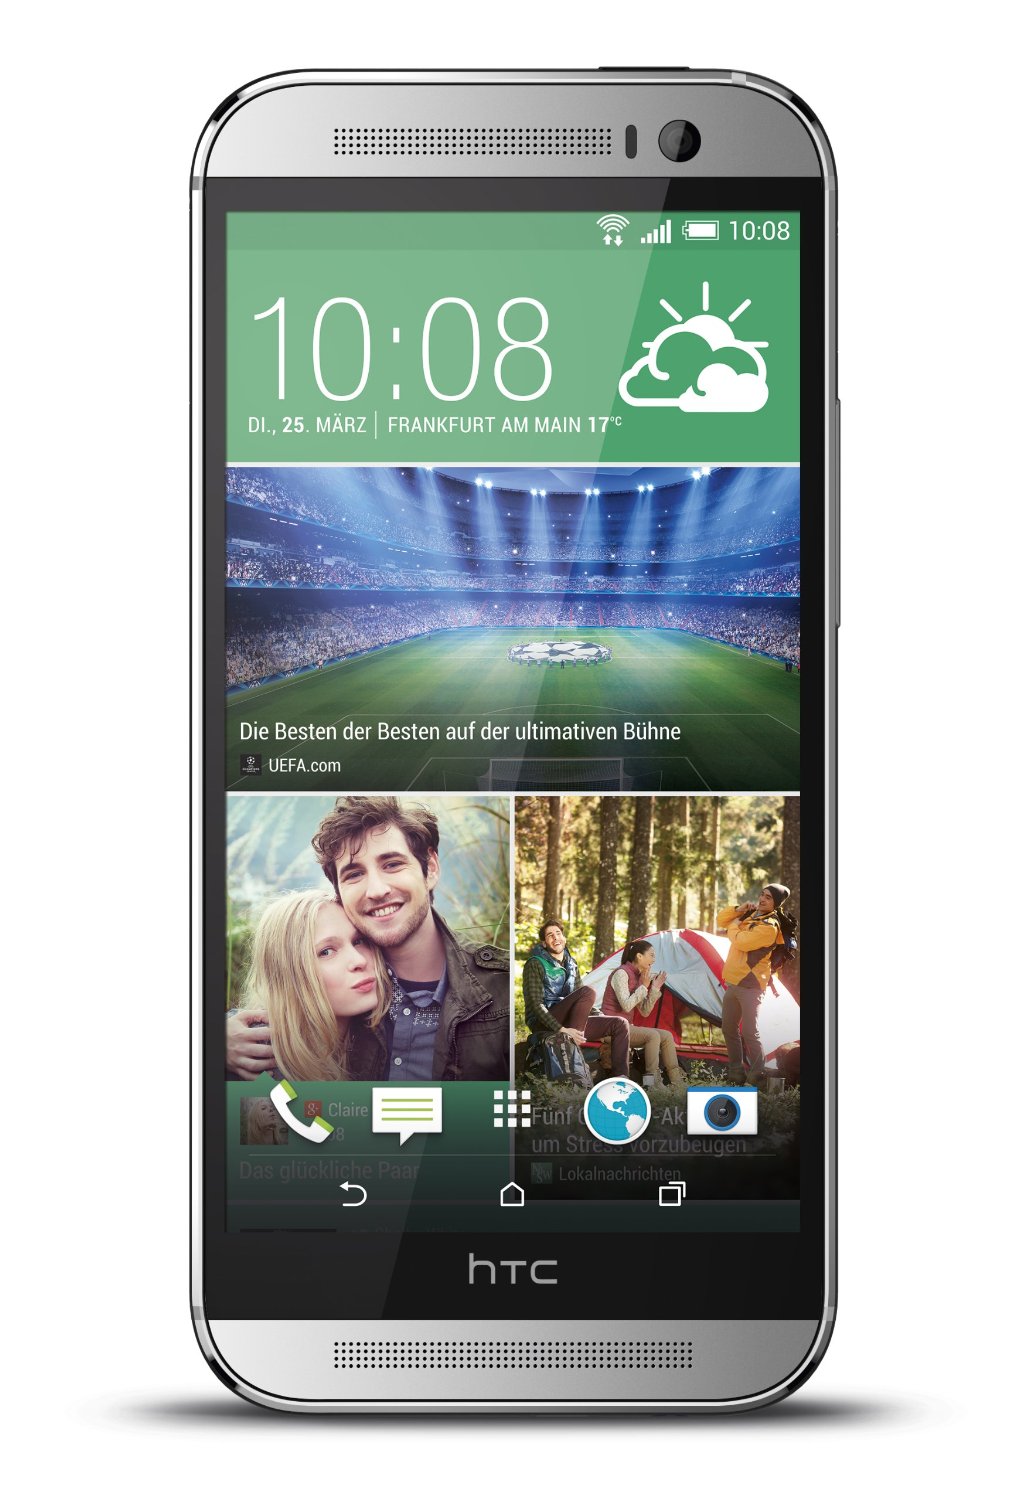 10:08
10:08
DI., 25. MÄRZ | FRANKFURT AM MAIN 17°C
Die Besten der Besten auf der ultimativen Bühne
UEFA.com
Claire
Das glückliche Paar
Fünf
Ak
um Stress vorzubeugen
Lokalnachrichten
hTC